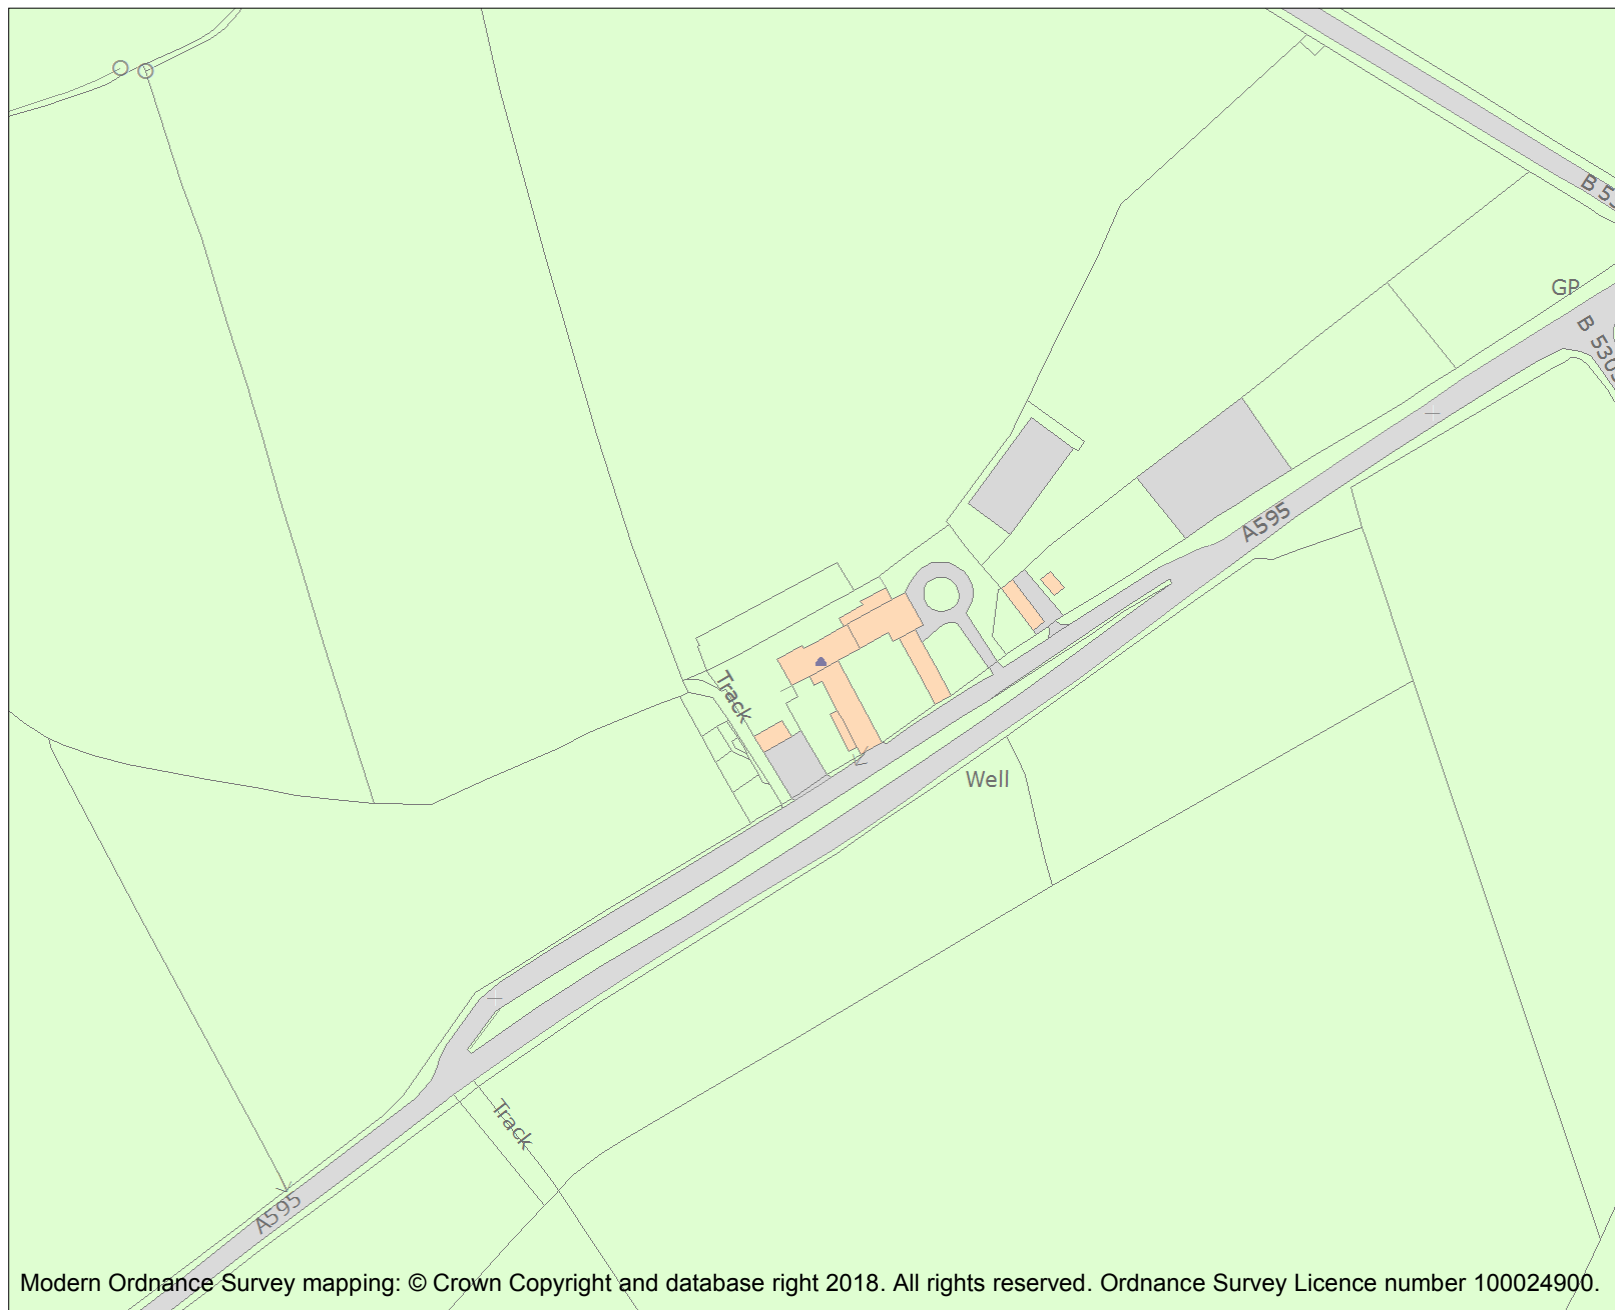 B 53
GP
B 530
A595
Track
Well
Track
A595
Modern Ordnance Survey mapping: © Crown Copyright and database right 2018. All rights reserved. Ordnance Survey Licence number 100024900.